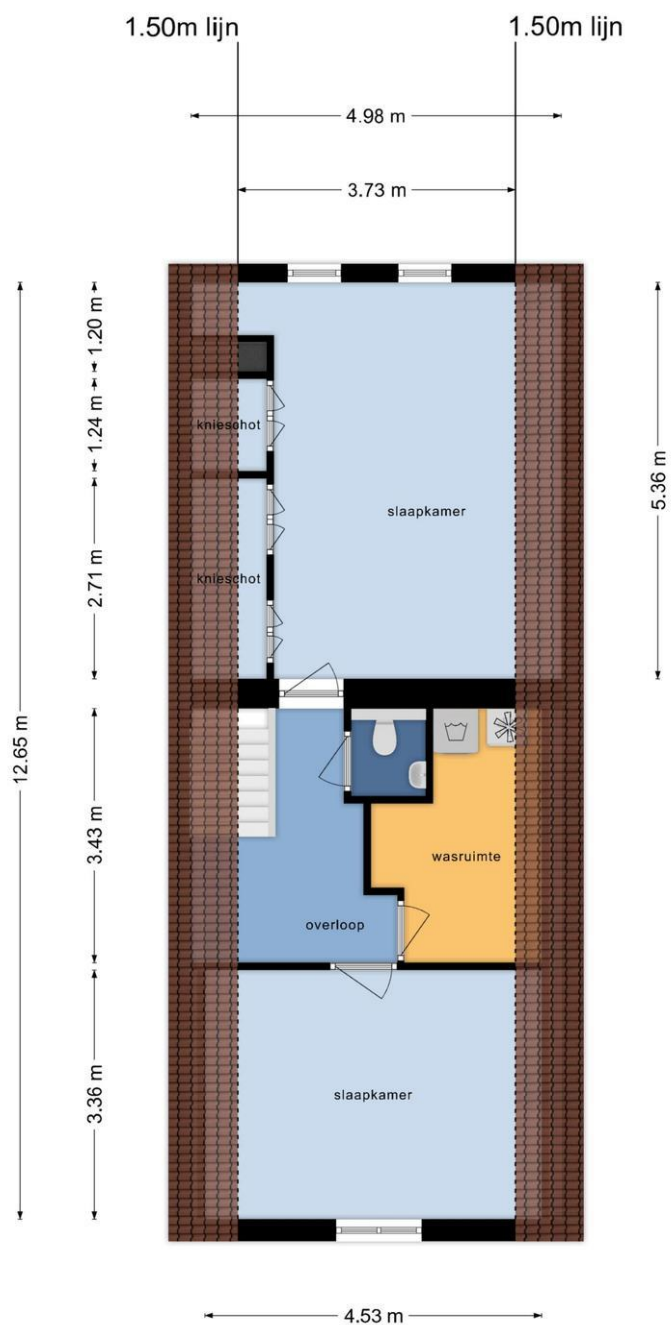 1.50m lijn 1.50m lijn
4.98 m
3.73 m
1.20 m
1.24 m
knieschot
5.36 m
slaapkamer
2.71 m
knieschot
12.65 m
3.43 m
wasruimte
overloop
3.36 m
slaapkamer
4.53 m